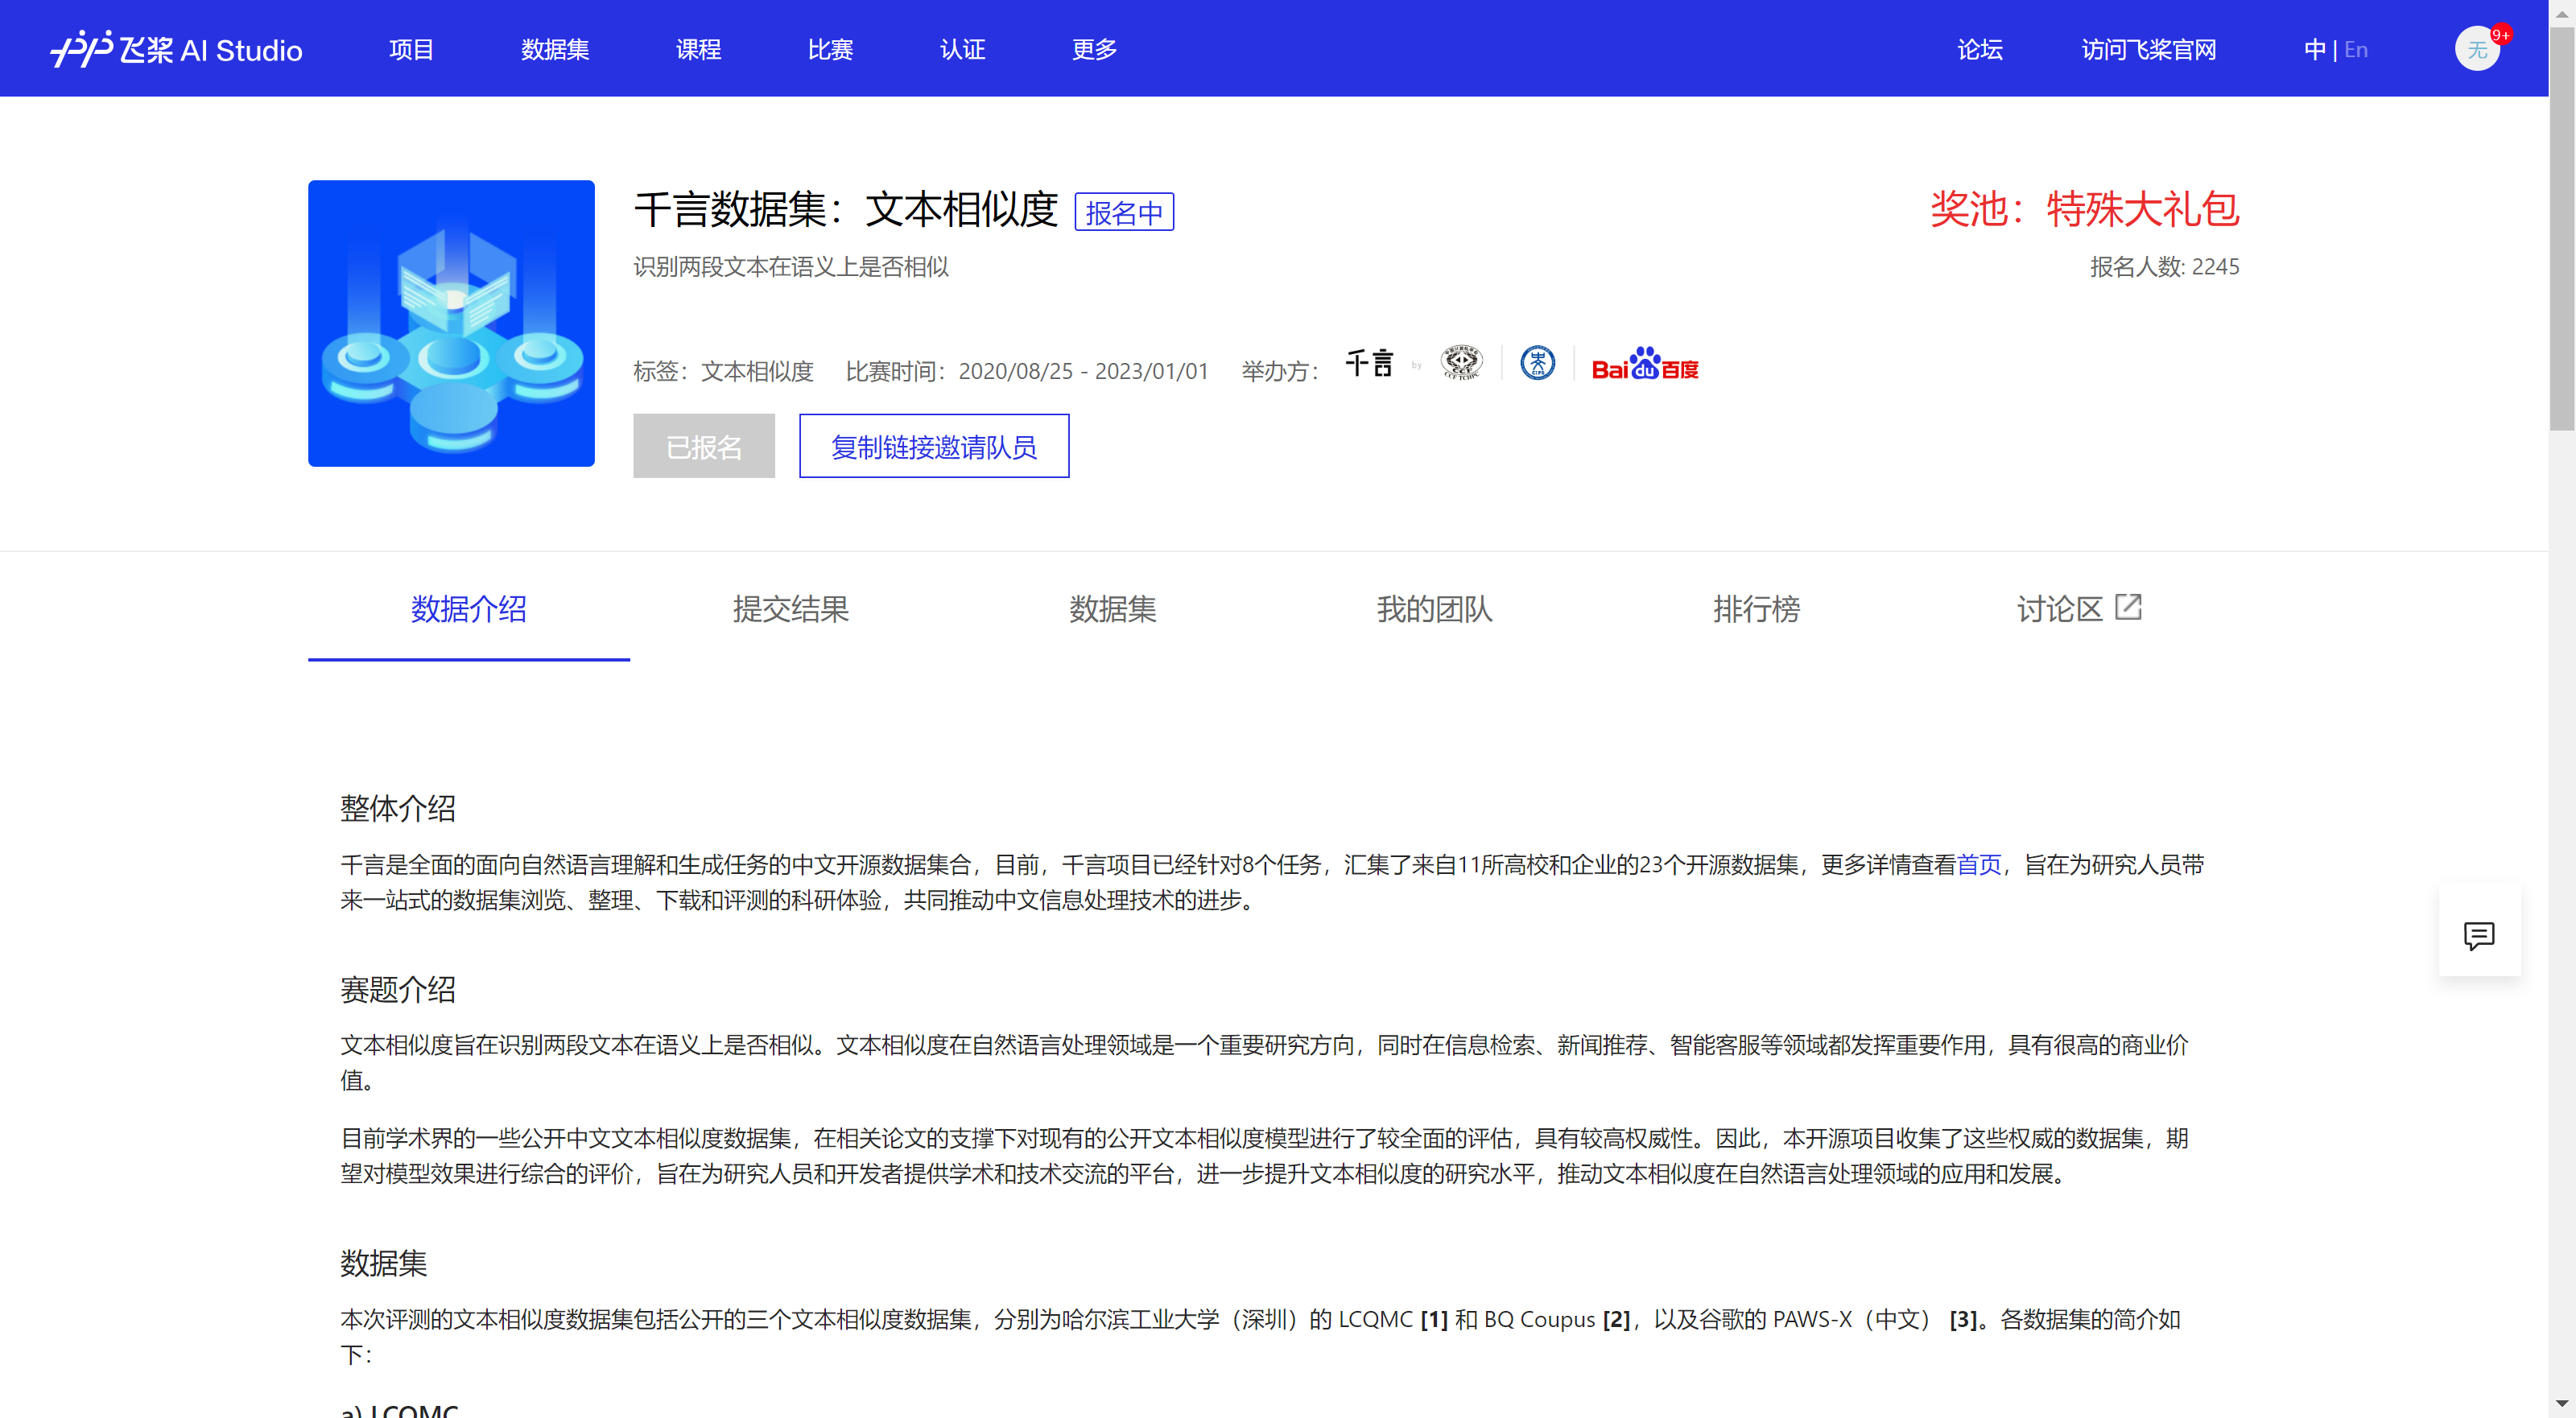 飞桨 AI Studio 项目 数据集 课程 比赛 认证 更多 论坛 访问飞桨官网 中 | En 无 9+
千言数据集：文本相似度 报名中 奖池：特殊大礼包
识别两段文本在语义上是否相似 报名人数: 2245
标签：文本相似度 比赛时间：2020/08/25 - 2023/01/01 举办方： 千言 by Baidu百度
已报名 复制链接邀请队员
数据介绍 提交结果 数据集 我的团队 排行榜 讨论区
整体介绍
千言是全面的面向自然语言理解和生成任务的中文开源数据集合，目前，千言项目已经针对8个任务，汇集了来自11所高校和企业的23个开源数据集，更多详情查看首页，旨在为研究人员带
来一站式的数据集浏览、整理、下载和评测的科研体验，共同推动中文信息处理技术的进步。
赛题介绍
文本相似度旨在识别两段文本在语义上是否相似。文本相似度在自然语言处理领域是一个重要研究方向，同时在信息检索、新闻推荐、智能客服等领域都发挥重要作用，具有很高的商业价
值。
目前学术界的一些公开中文文本相似度数据集，在相关论文的支撑下对现有的公开文本相似度模型进行了较全面的评估，具有较高权威性。因此，本开源项目收集了这些权威的数据集，期
望对模型效果进行综合的评价，旨在为研究人员和开发者提供学术和技术交流的平台，进一步提升文本相似度的研究水平，推动文本相似度在自然语言处理领域的应用和发展。
数据集
本次评测的文本相似度数据集包括公开的三个文本相似度数据集，分别为哈尔滨工业大学（深圳）的 LCQMC [1] 和 BQ Coupus [2]，以及谷歌的 PAWS-X（中文） [3]。各数据集的简介如
下：
a) LCQMC